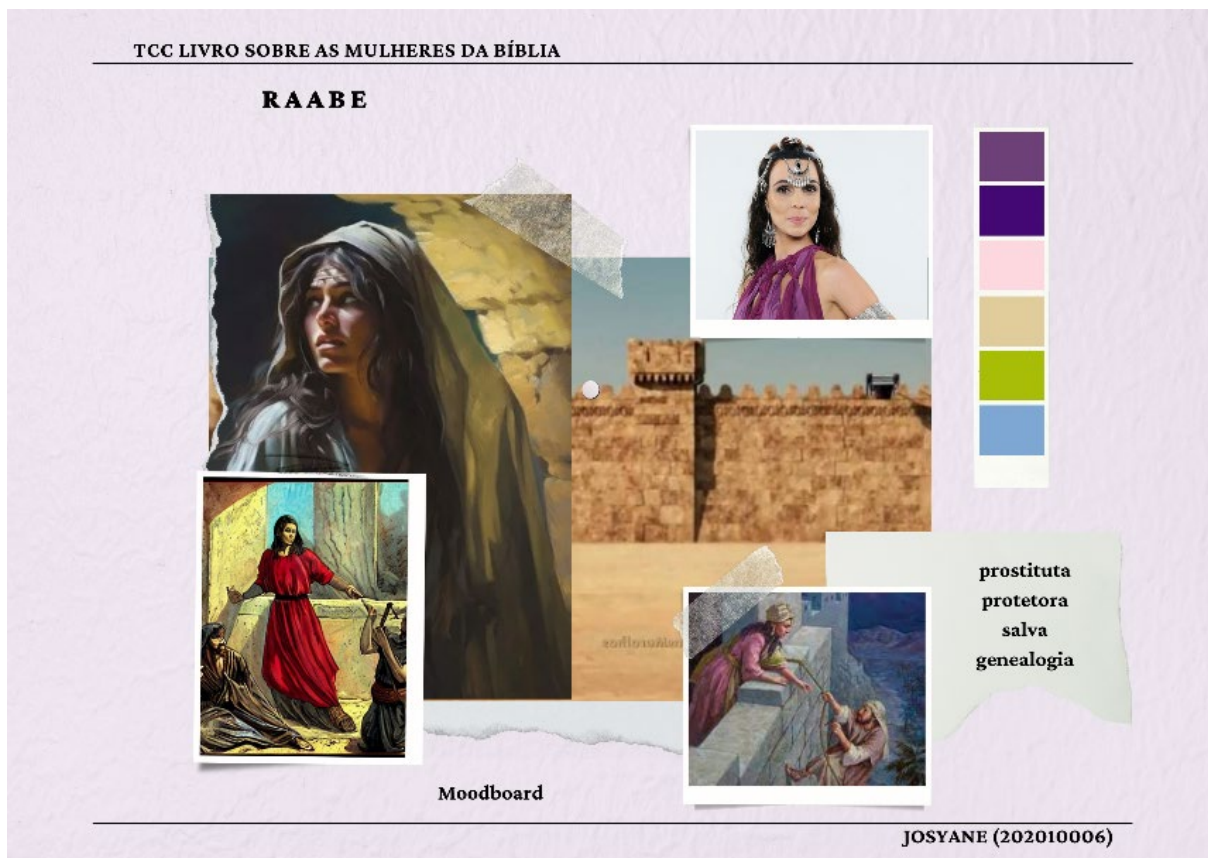 TCC LIVRO SOBRE AS MULHERES DA BÍBLIA
RAABE
prostituta
protetora
salva
genealogia
Moodboard
JOSYANE (202010006)